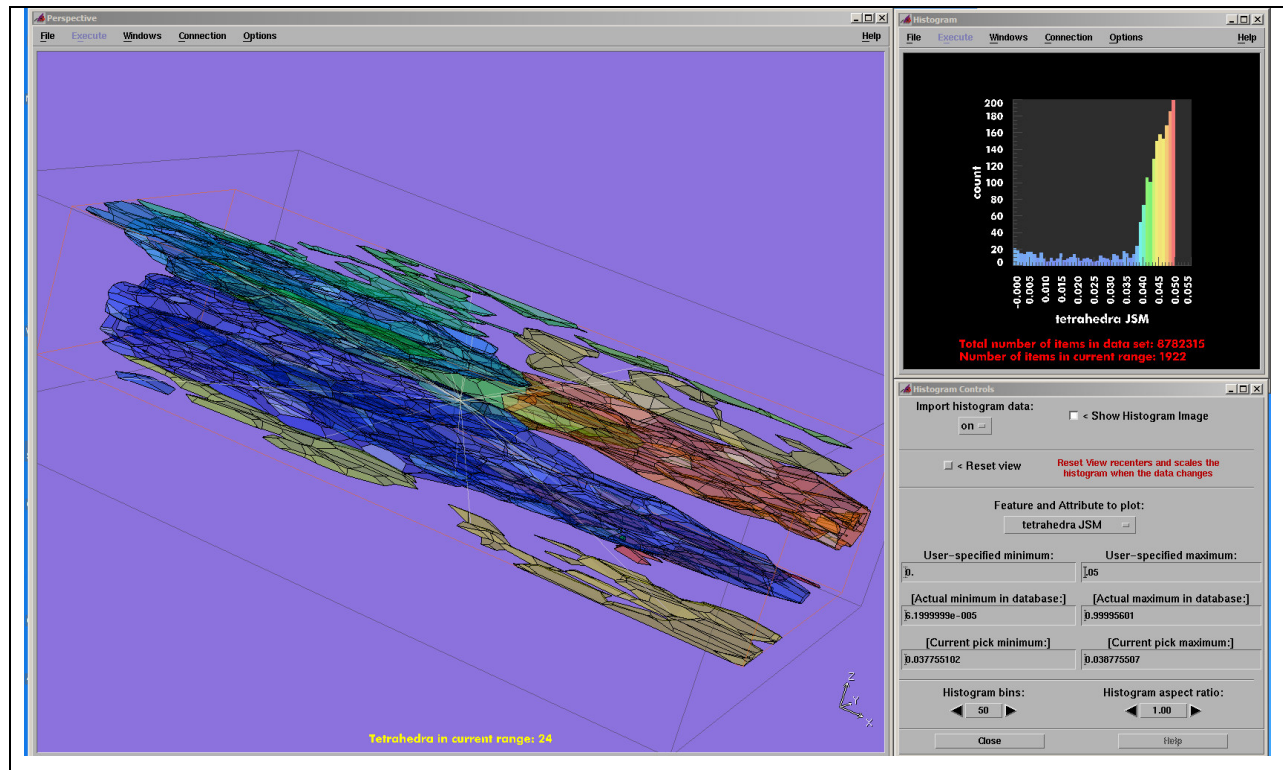 Perspective
File Execute Windows Connection Options Help
Z
Y
X
Tetrahedra in current range: 24
Histogram
File Execute Windows Connection Options Help
200
180
160
140
120
100
80
60
40
20
0
count
-0.000
0.005
0.010
0.015
0.020
0.025
0.030
0.035
0.040
0.045
0.050
0.055
tetrahedra JSM
Total number of items in data set: 8782315
Number of items in current range: 1922
Histogram Controls
Import histogram data:
on
< Show Histogram Image
< Reset view
Reset View recenters and scales the
histogram when the data changes
Feature and Attribute to plot:
tetrahedra JSM
User-specified minimum: User-specified maximum:
0. .05
[Actual minimum in database:] [Actual maximum in database:]
6.1999999e-005 0.99995601
[Current pick minimum:] [Current pick maximum:]
0.037755102 0.038775507
Histogram bins: Histogram aspect ratio:
50 1.00
Close Help